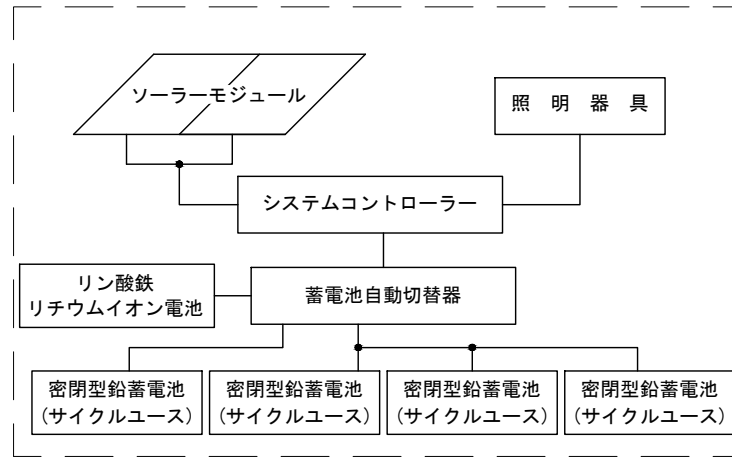 ソーラーモジュール
照　明　器　具
システムコントローラー
リン酸鉄
リチウムイオン電池
蓄電池自動切替器
密閉型鉛蓄電池
(サイクルユース)
密閉型鉛蓄電池
(サイクルユース)
密閉型鉛蓄電池
(サイクルユース)
密閉型鉛蓄電池
(サイクルユース)